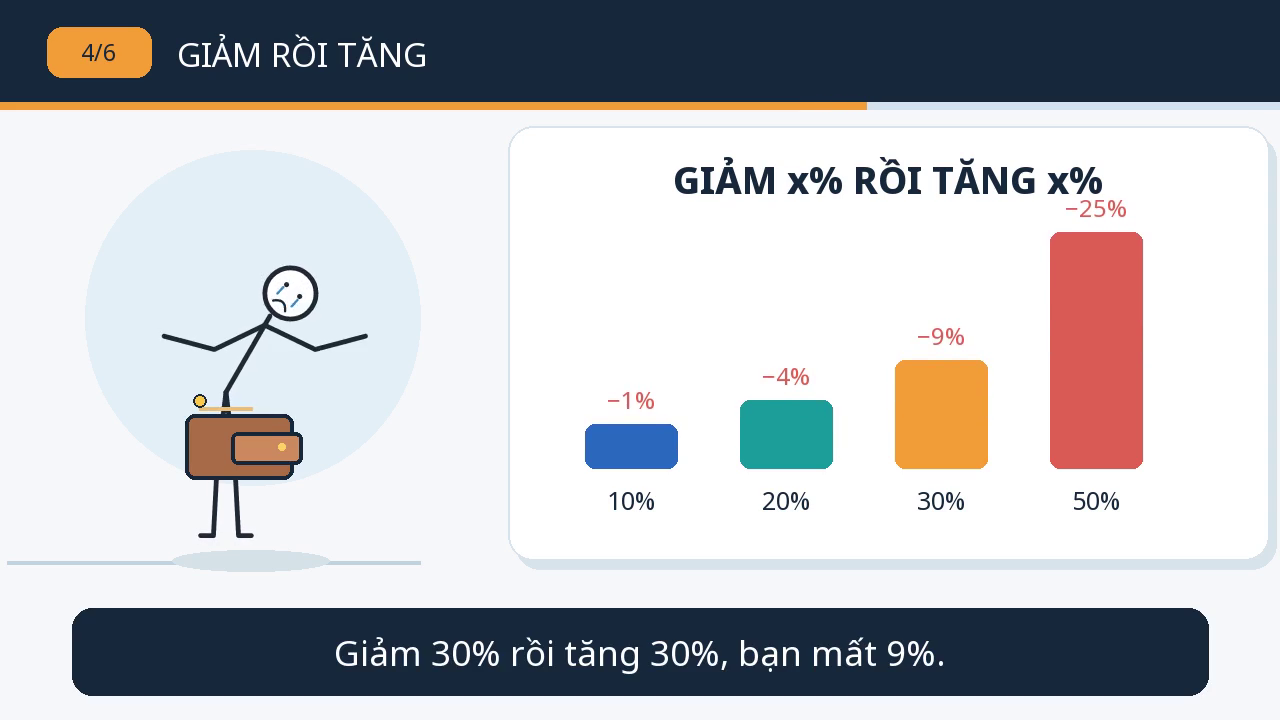 4/6
GIẢM RỒI TĂNG
GIẢM x% RỒI TĂNG x%
−25%
−9%
−4%
−1%
10% 20% 30% 50%
Giảm 30% rồi tăng 30%, bạn mất 9%.